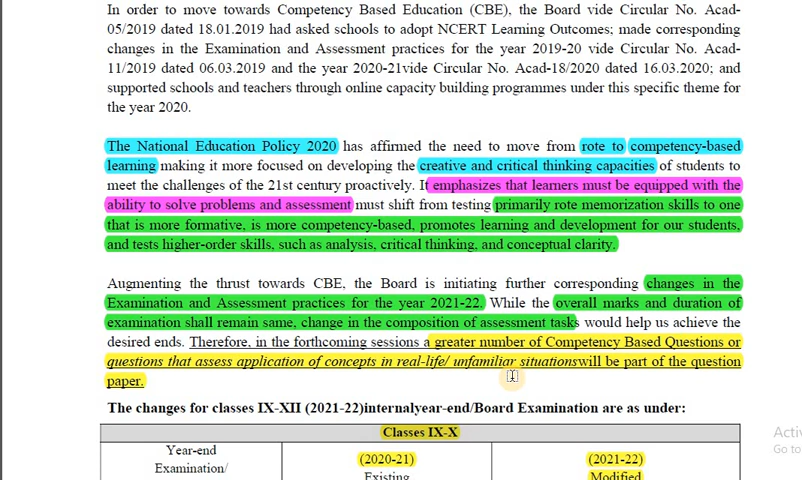 In order to move towards Competency Based Education (CBE), the Board vide Circular No. Acad-
05/2019 dated 18.01.2019 had asked schools to adopt NCERT Learning Outcomes; made corresponding
changes in the Examination and Assessment practices for the year 2019-20 vide Circular No. Acad-
11/2019 dated 06.03.2019 and the year 2020-21vide Circular No. Acad-18/2020 dated 16.03.2020; and
supported schools and teachers through online capacity building programmes under this specific theme for
the year 2020.
The National Education Policy 2020 has affirmed the need to move from rote to competency-based
learning making it more focused on developing the creative and critical thinking capacities of students to
meet the challenges of the 21st century proactively. It emphasizes that learners must be equipped with the
ability to solve problems and assessment must shift from testing primarily rote memorization skills to one
that is more formative, is more competency-based, promotes learning and development for our students,
and tests higher-order skills, such as analysis, critical thinking, and conceptual clarity.
Augmenting the thrust towards CBE, the Board is initiating further corresponding changes in the
Examination and Assessment practices for the year 2021-22. While the overall marks and duration of
examination shall remain same, change in the composition of assessment tasks would help us achieve the
desired ends. Therefore, in the forthcoming sessions a greater number of Competency Based Questions or
questions that assess application of concepts in real-life/ unfamiliar situationswill be part of the question
paper.
The changes for classes IX-XII (2021-22)internalyear-end/Board Examination are as under:
Classes IX-X
Year-end (2020-21) (2021-22)
Examination/ Existing Modified
Go to